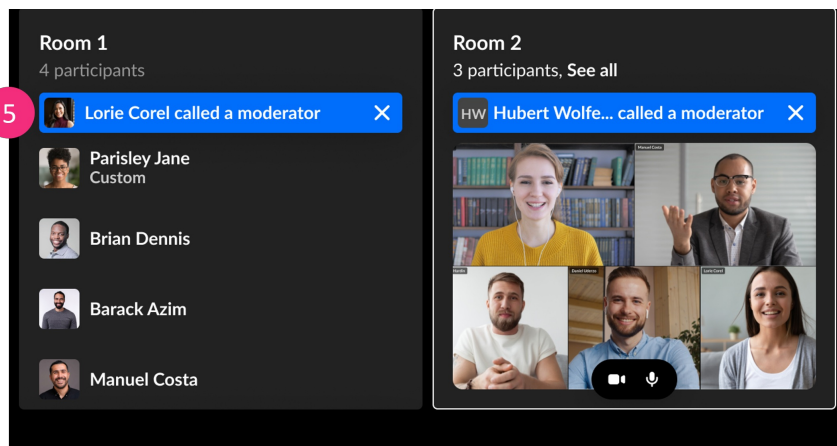 Room 1
4 participants
5
Lorie Corel called a moderator
Parisley Jane
Custom
Brian Dennis
Barack Azim
Manuel Costa
Room 2
3 participants, See all
HW Hubert Wolfe... called a moderator
Manuel Costa
Daniel Udenze
Lorie Corel